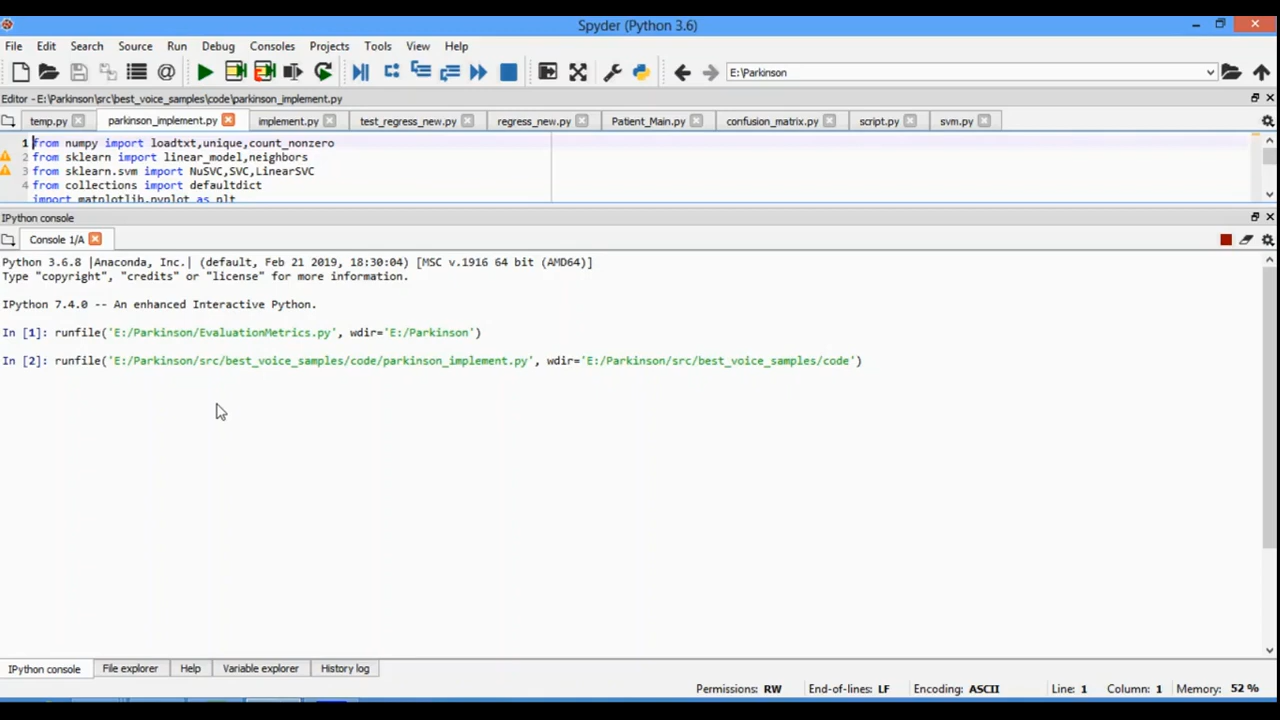 Spyder (Python 3.6)
File Edit Search Source Run Debug Consoles Projects Tools View Help
E:\Parkinson
Editor - E:\Parkinson\src\best_voice_samples\code\parkinson_implement.py
temp.py parkinson_implement.py implement.py test_regress_new.py regress_new.py Patient_Main.py confusion_matrix.py script.py svm.py
1 from numpy import loadtxt,unique,count_nonzero
2 from sklearn import linear_model,neighbors
3 from sklearn.svm import NuSVC,SVC,LinearSVC
4 from collections import defaultdict
import matplotlib.pyplot as plt
IPython console
Console 1/A
Python 3.6.8 |Anaconda, Inc.| (default, Feb 21 2019, 18:30:04) [MSC v.1916 64 bit (AMD64)]
Type "copyright", "credits" or "license" for more information.
IPython 7.4.0 -- An enhanced Interactive Python.
In [1]: runfile('E:/Parkinson/EvaluationMetrics.py', wdir='E:/Parkinson')
In [2]: runfile('E:/Parkinson/src/best_voice_samples/code/parkinson_implement.py', wdir='E:/Parkinson/src/best_voice_samples/code')
IPython console File explorer Help Variable explorer History log
Permissions: RW End-of-lines: LF Encoding: ASCII Line: 1 Column: 1 Memory: 52 %